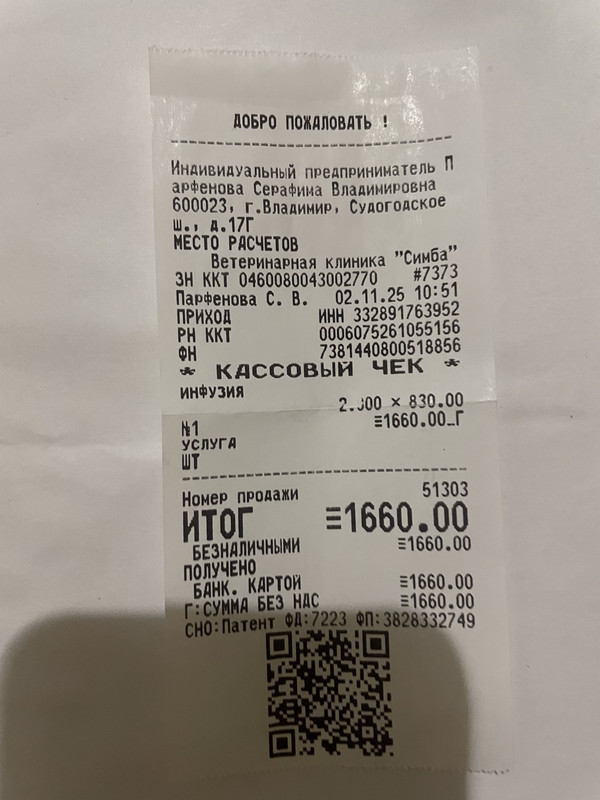 ДОБРО ПОЖАЛОВАТЬ !
Индивидуальный предприниматель П
арфенова Серафима Владимировна
600023, г.Владимир, Судогодское
ш., д.17Г
МЕСТО РАСЧЕТОВ
Ветеринарная клиника "Симба"
ЗН ККТ 0460080043002770 #7373
Парфенова С. В. 02.11.25 10:51
ПРИХОД ИНН 332891763952
РН ККТ 0006075261055156
ФН 7381440800518856
* КАССОВЫЙ ЧЕК *
ИНФУЗИЯ
2.000 × 830.00
№1 ≡1660.00_Г
УСЛУГА
ШТ
Номер продажи 51303
ИТОГ ≡1660.00
БЕЗНАЛИЧНЫМИ ≡1660.00
ПОЛУЧЕНО
БАНК. КАРТОЙ ≡1660.00
Г:СУММА БЕЗ НДС ≡1660.00
СНО:Патент ФД:7223 ФП:3828332749